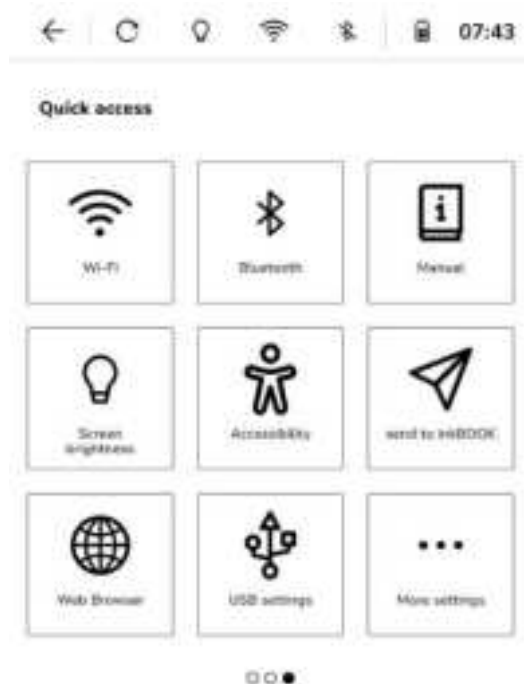 07:43
Quick access
Wi-Fi
Bluetooth
Manual
Screen
brightness
Accessibility
send to InkBOOK
Web Browser
USB settings
More settings